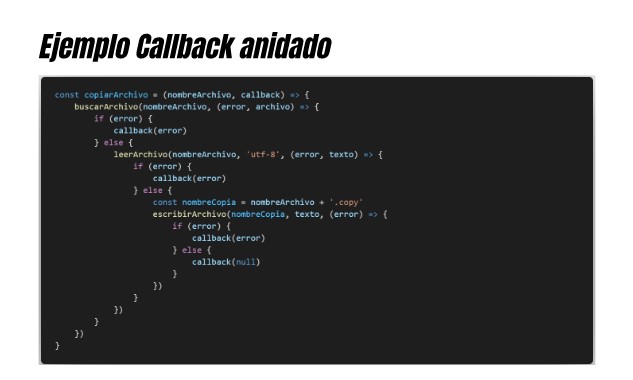 Ejemplo Callback anidado
const copiarArchivo = (nombreArchivo, callback) => {
    buscarArchivo(nombreArchivo, (error, archivo) => {
        if (error) {
            callback(error)
        } else {
            leerArchivo(nombreArchivo, 'utf-8', (error, texto) => {
                if (error) {
                    callback(error)
                } else {
                    const nombreCopia = nombreArchivo + '.copy'
                    escribirArchivo(nombreCopia, texto, (error) => {
                        if (error) {
                            callback(error)
                        } else {
                            callback(null)
                        }
                    })
                }
            })
        }
    })
}